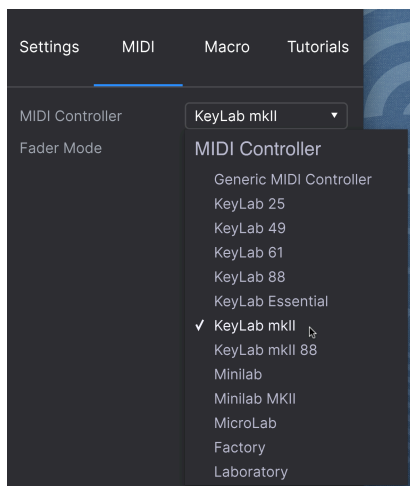 Settings MIDI Macro Tutorials
MIDI Controller KeyLab mkII
Fader Mode
MIDI Controller
Generic MIDI Controller
KeyLab 25
KeyLab 49
KeyLab 61
KeyLab 88
KeyLab Essential
KeyLab mkII
KeyLab mkII 88
Minilab
Minilab MKII
MicroLab
Factory
Laboratory